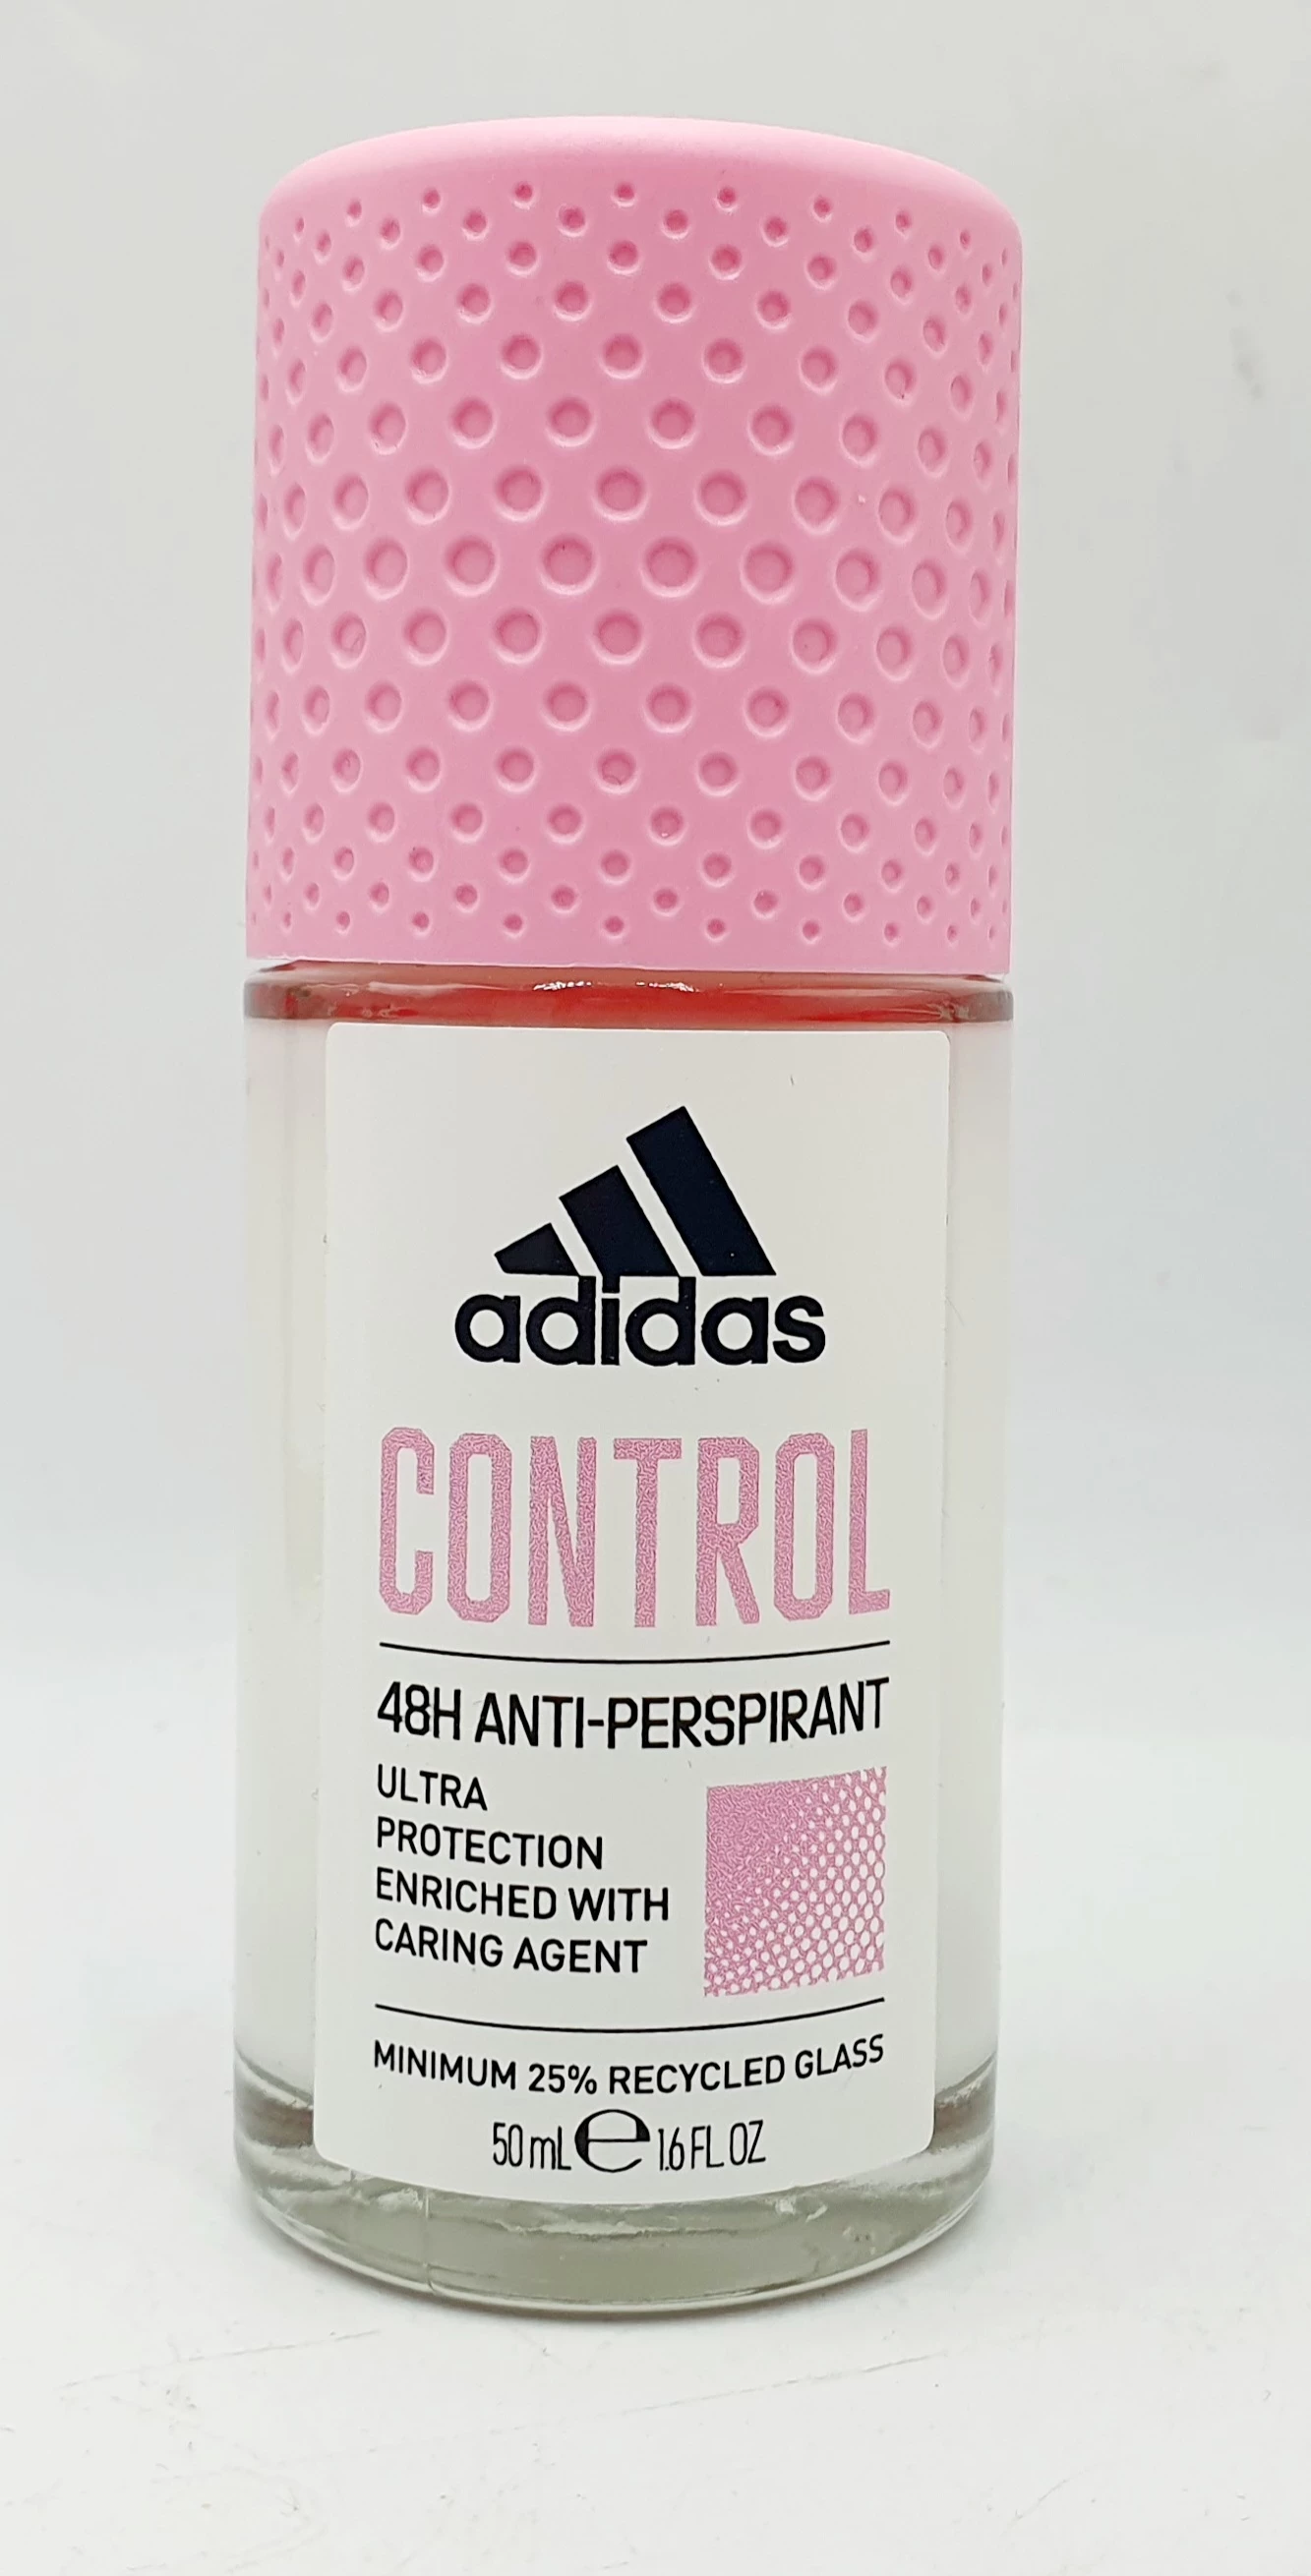 adidas
CONTROL
48H ANTI-PERSPIRANT
ULTRA
PROTECTION
ENRICHED WITH
CARING AGENT
MINIMUM 25% RECYCLED GLASS
50 mL e 1.6 FL OZ